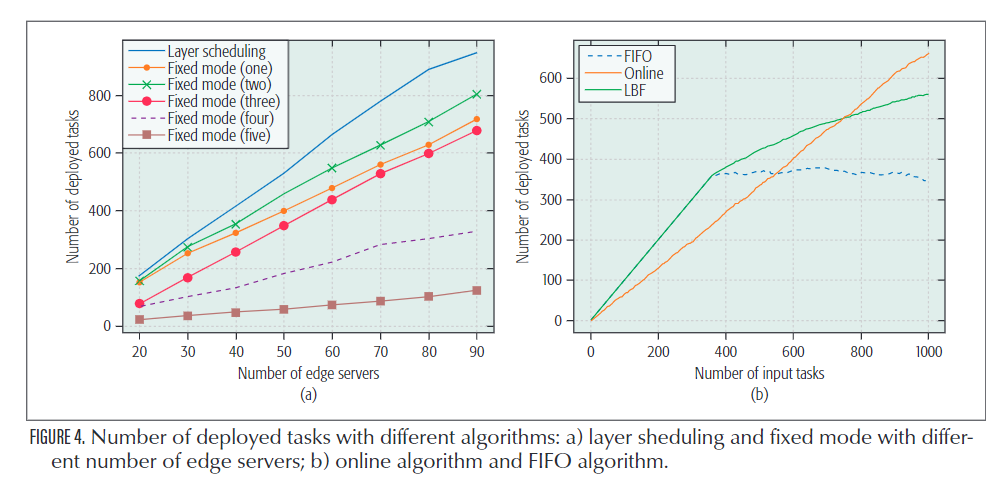 Layer scheduling
Fixed mode (one)
Fixed mode (two)
Fixed mode (three)
Fixed mode (four)
Fixed mode (five)
Number of deployed tasks
800
600
400
200
0
20 30 40 50 60 70 80 90
Number of edge servers
(a)
FIFO
Online
LBF
Number of deployed tasks
600
500
400
300
200
100
0
0 200 400 600 800 1000
Number of input tasks
(b)
FIGURE 4. Number of deployed tasks with different algorithms: a) layer sheduling and fixed mode with differ-
ent number of edge servers; b) online algorithm and FIFO algorithm.